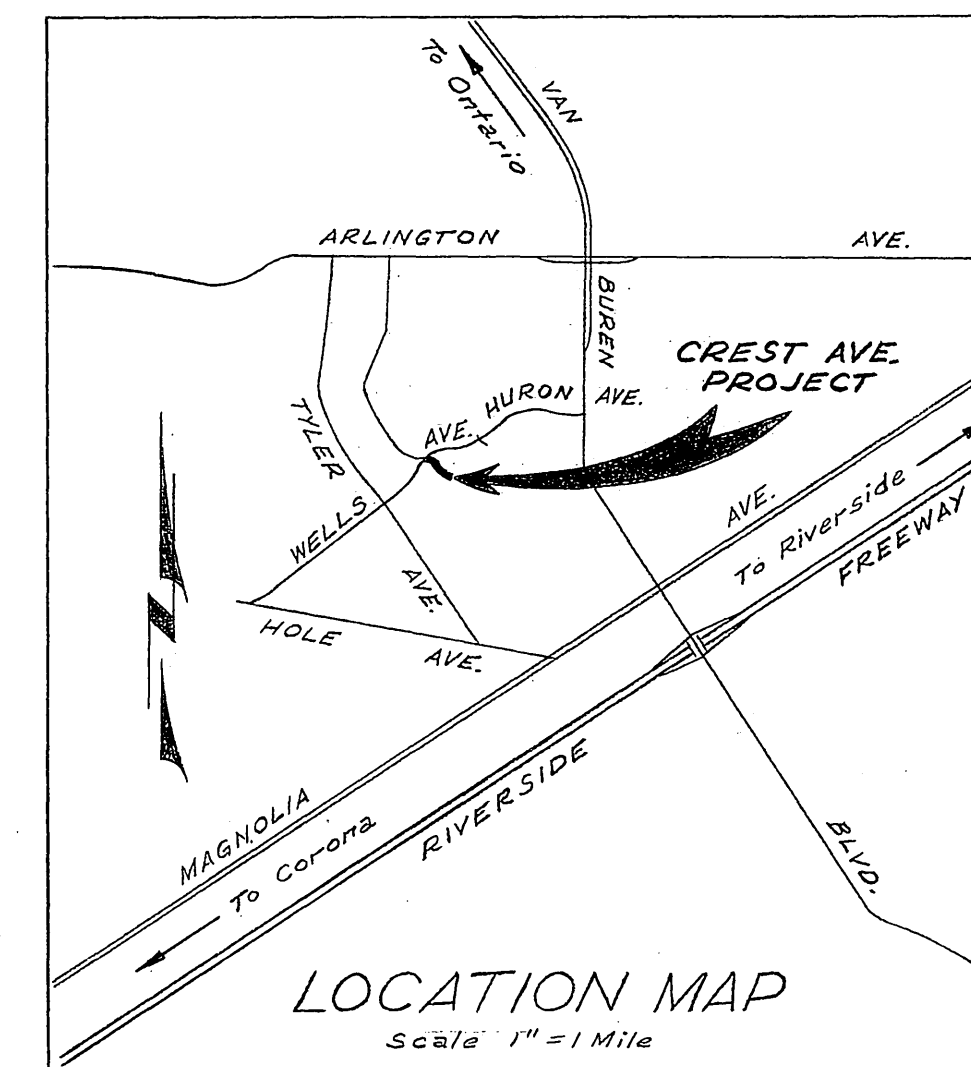 To Ontario
VAN
ARLINGTON
AVE.
BUREN
CREST AVE.
PROJECT
HURON AVE.
AVE.
TYLER
WELLS
AVE.
AVE.
To Riverside
FREEWAY
HOLE
AVE.
MAGNOLIA
To Corona
RIVERSIDE
BLVD.
LOCATION MAP
Scale 1" = 1 Mile